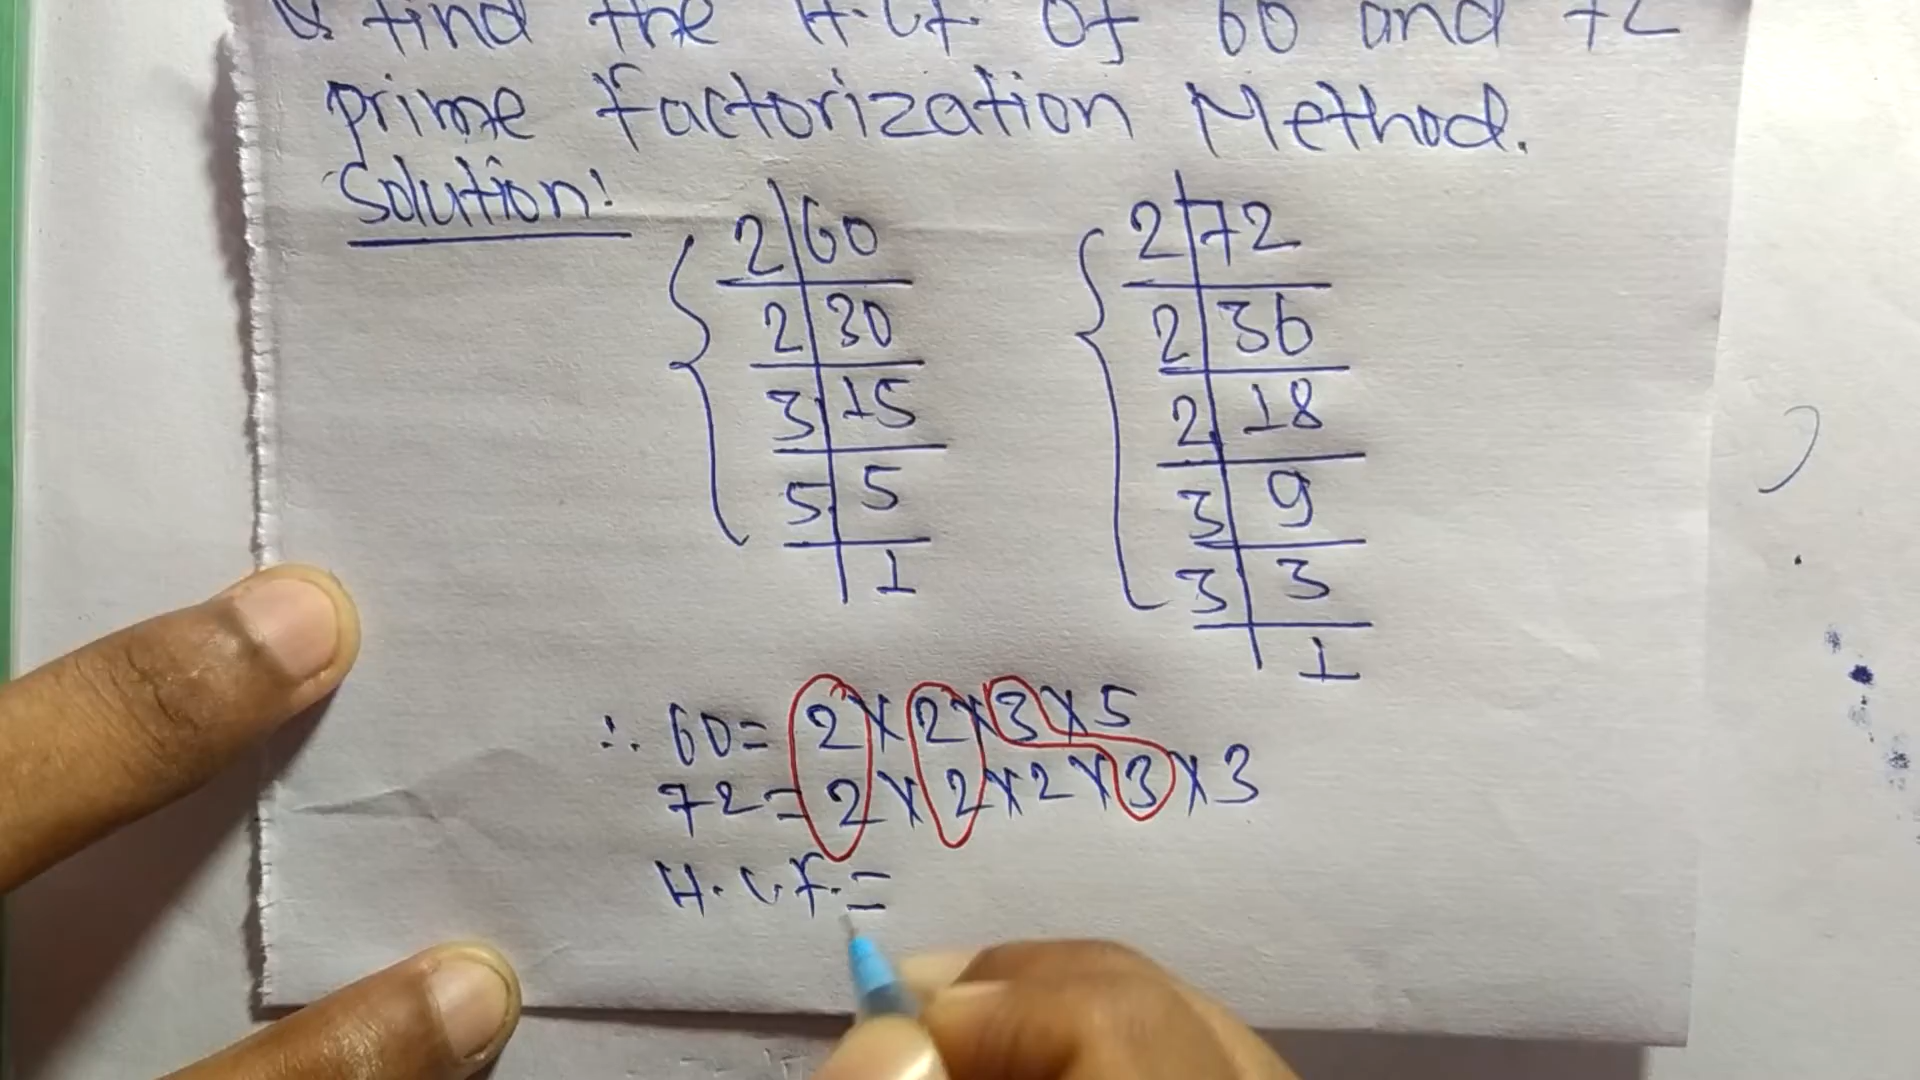 Q. find the H.C.F. Of 60 and 72
prime factorization Method.
Solution:
2 60
2 30
3 15
5 5
1
2 72
2 36
2 18
3 9
3 3
1
∴ 60 = 2 x 2 x 3 x 5
72 = 2 x 2 x 2 x 3 x 3
H.C.F. =